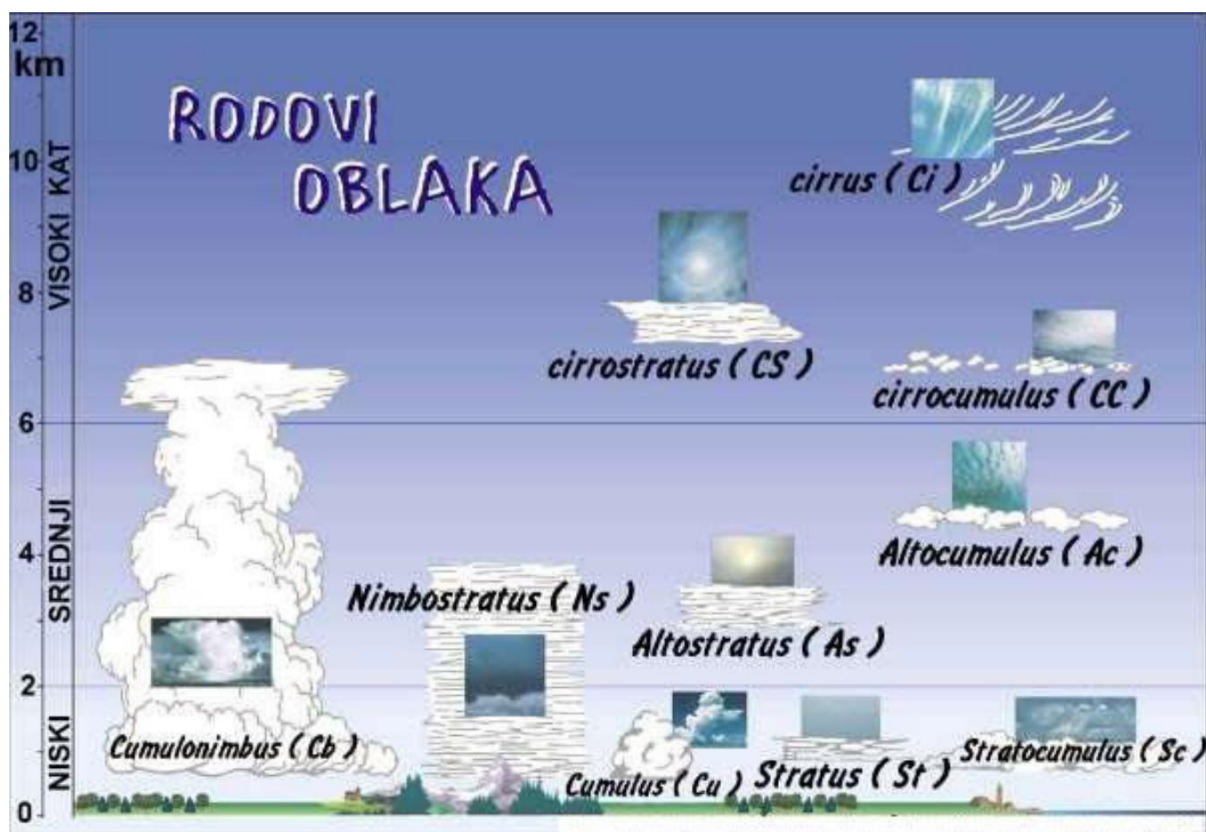 12
km
RODOVI
OBLAKA
10
VISOKI KAT
cirrus ( Ci )
8
cirrostratus ( CS )
cirrocumulus ( CC )
6
SREDNJI
4
Altocumulus ( Ac )
Nimbostratus ( Ns )
Altostratus ( As )
2
NISKI
Cumulonimbus ( Cb )
Cumulus ( Cu )
Stratus ( St )
Stratocumulus ( Sc )
0